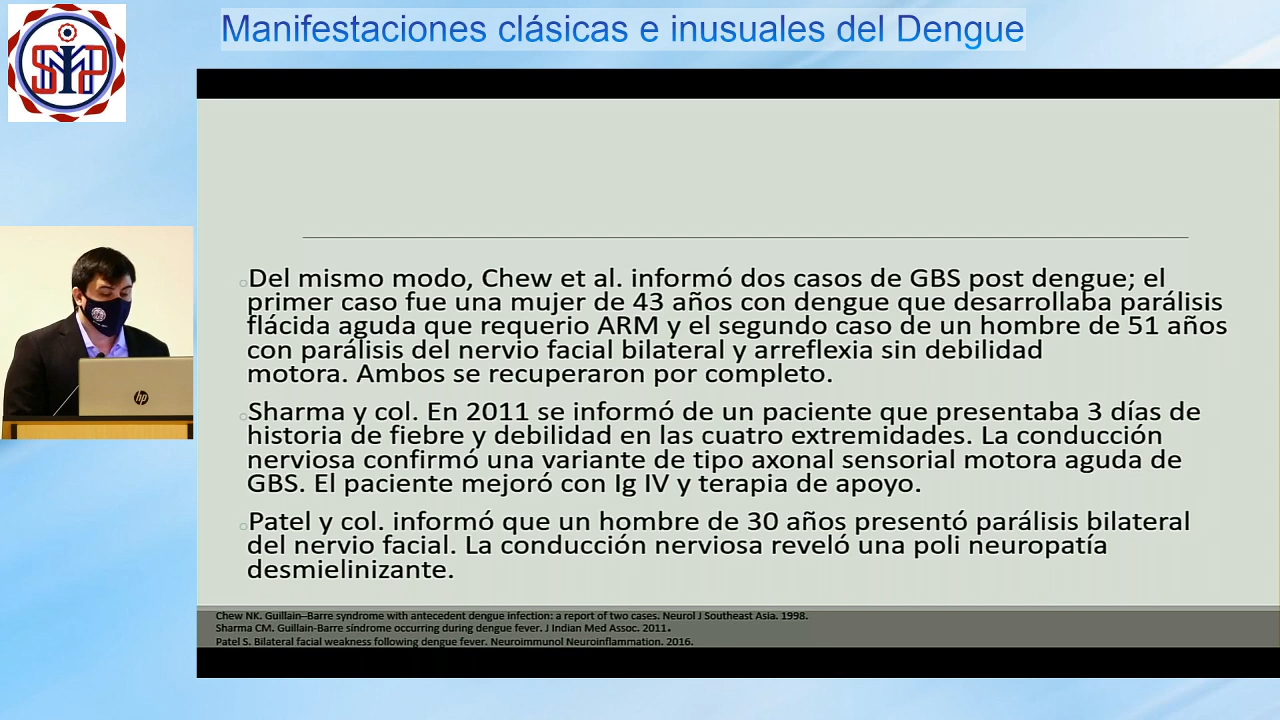 Manifestaciones clásicas e inusuales del Dengue
SMP
Del mismo modo, Chew et al. informó dos casos de GBS post dengue; el
primer caso fue una mujer de 43 años con dengue que desarrollaba parálisis
flácida aguda que requerio ARM y el segundo caso de un hombre de 51 años
con parálisis del nervio facial bilateral y arreflexia sin debilidad
motora. Ambos se recuperaron por completo.
Sharma y col. En 2011 se informó de un paciente que presentaba 3 días de
historia de fiebre y debilidad en las cuatro extremidades. La conducción
nerviosa confirmó una variante de tipo axonal sensorial motora aguda de
GBS. El paciente mejoró con Ig IV y terapia de apoyo.
Patel y col. informó que un hombre de 30 años presentó parálisis bilateral
del nervio facial. La conducción nerviosa reveló una poli neuropatía
desmielinizante.
Chew NK. Guillain–Barre syndrome with antecedent dengue infection: a report of two cases. Neurol J Southeast Asia. 1998.
Sharma CM. Guillain-Barre síndrome occurring during dengue fever. J Indian Med Assoc. 2011.
Patel S. Bilateral facial weakness following dengue fever. Neuroimmunol Neuroinflammation. 2016.
hp